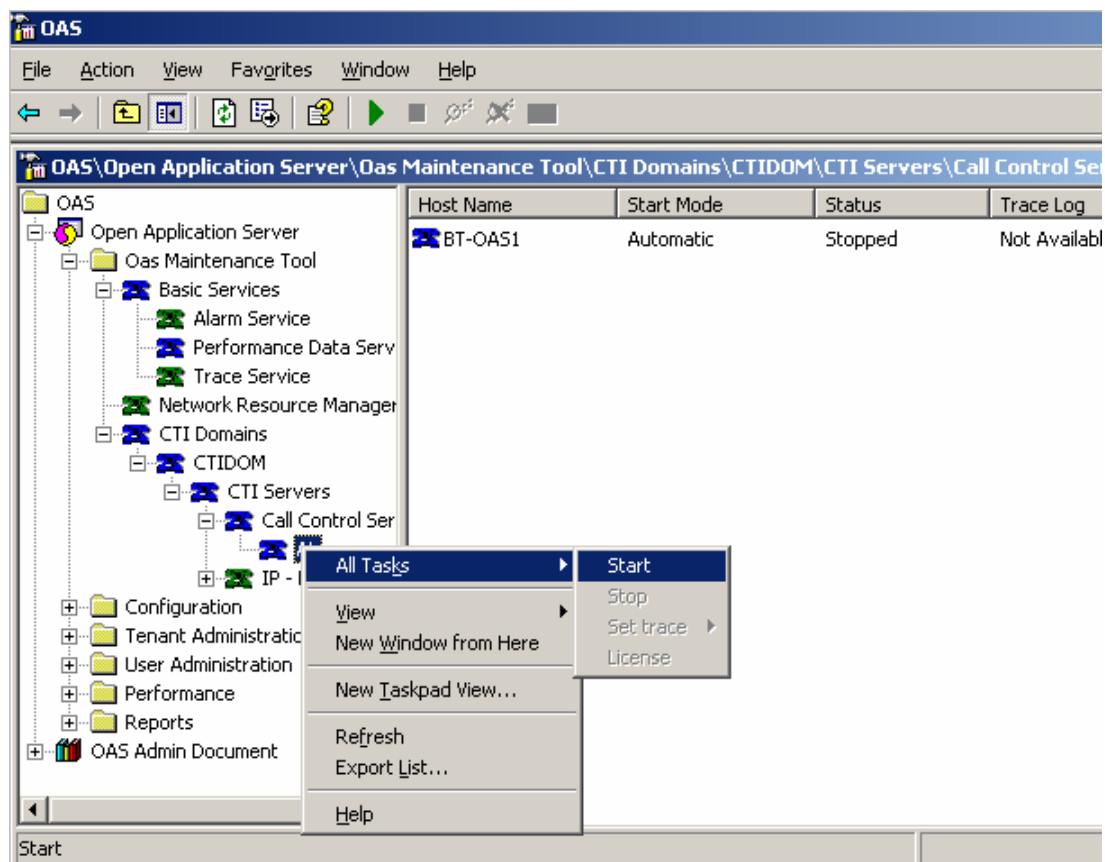 OAS
File Action View Favorites Window Help
OAS\Open Application Server\Oas Maintenance Tool\CTI Domains\CTIDOM\CTI Servers\Call Control Se
Host Name Start Mode Status Trace Log
BT-OAS1 Automatic Stopped Not Availabl
OAS
Open Application Server
Oas Maintenance Tool
Basic Services
Alarm Service
Performance Data Serv
Trace Service
Network Resource Manager
CTI Domains
CTIDOM
CTI Servers
Call Control Ser
IP -
Configuration
Tenant Administratio
User Administration
Performance
Reports
OAS Admin Document
All Tasks
View
New Window from Here
New Taskpad View...
Refresh
Export List...
Help
Start
Stop
Set trace
License
Start